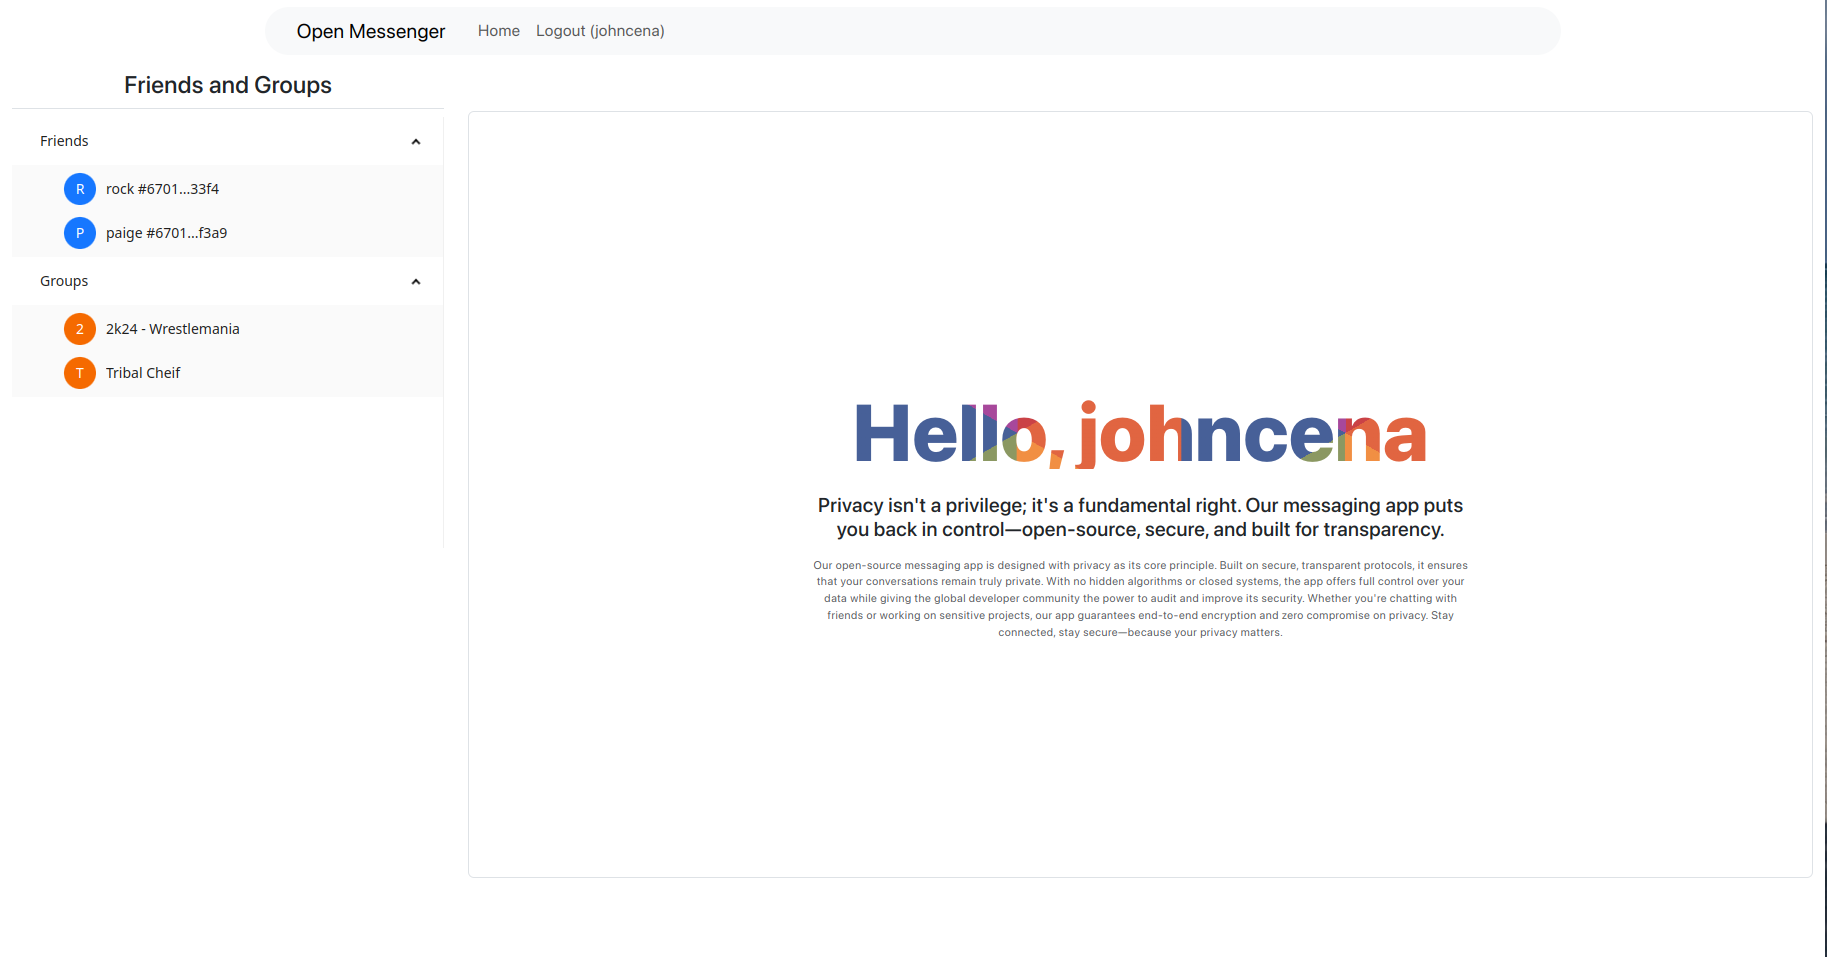 Open Messenger Home Logout (johncena)
Friends and Groups
Friends
R rock #6701...33f4
P paige #6701...f3a9
Groups
2 2k24 - Wrestlemania
T Tribal Cheif
Hello, johncena
Privacy isn't a privilege; it's a fundamental right. Our messaging app puts
you back in control—open-source, secure, and built for transparency.
Our open-source messaging app is designed with privacy as its core principle. Built on secure, transparent protocols, it ensures
that your conversations remain truly private. With no hidden algorithms or closed systems, the app offers full control over your
data while giving the global developer community the power to audit and improve its security. Whether you're chatting with
friends or working on sensitive projects, our app guarantees end-to-end encryption and zero compromise on privacy. Stay
connected, stay secure—because your privacy matters.